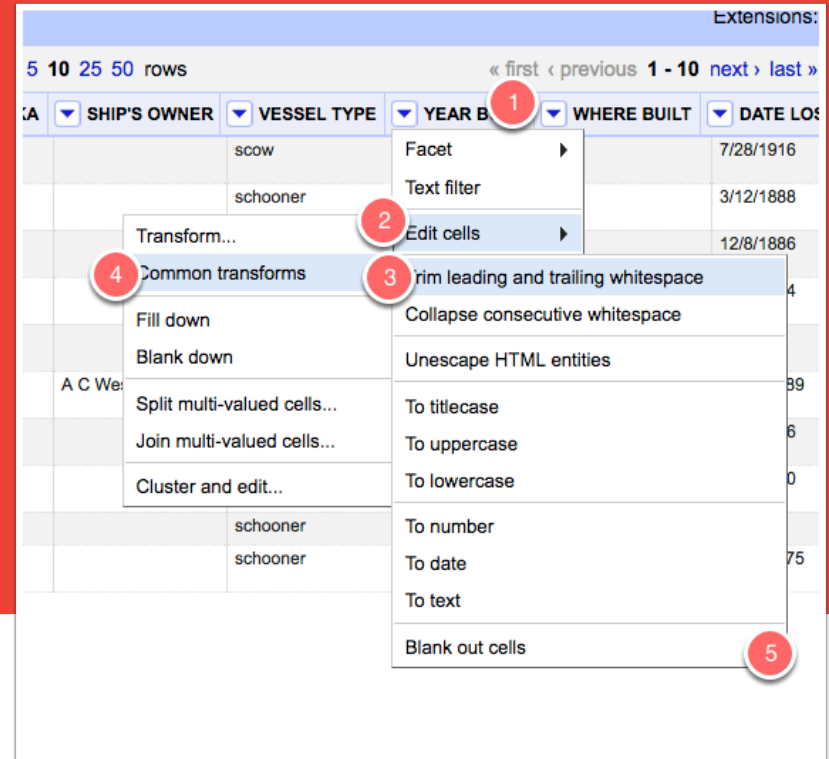 Extensions:
5 10 25 50 rows
« first ‹ previous 1 - 10 next › last »
SHIP'S OWNER VESSEL TYPE YEAR 1 WHERE BUILT DATE
scow 7/28/1916
schooner 3/12/1888
12/8/1886
A C
schooner
schooner
Facet
Text filter
2 Edit cells
Transform...
4 Common transforms
Fill down
Blank down
Split multi-valued cells...
Join multi-valued cells...
Cluster and edit...
3 Trim leading and trailing whitespace
Collapse consecutive whitespace
Unescape HTML entities
To titlecase
To uppercase
To lowercase
To number
To date
To text
Blank out cells 5